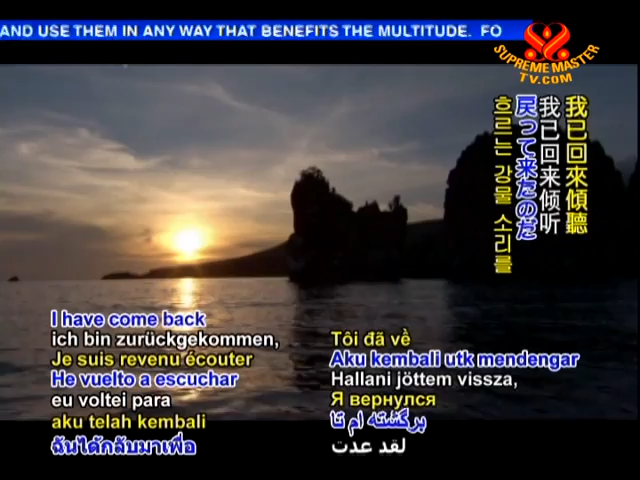 AND USE THEM IN ANY WAY THAT BENEFITS THE MULTITUDE. FO
SUPREME MASTER
TV.COM
我已回來傾聽
我已回来倾听
戻って来たのだ
흐르는 강물 소리를
I have come back
ich bin zurückgekommen,
Je suis revenu écouter
He vuelto a escuchar
eu voltei para
aku telah kembali
ฉันได้กลับมาเพื่อ
Tôi đã về
Aku kembali utk mendengar
Hallani jöttem vissza,
Я вернулся
برگشته ام تا
لقد عدت